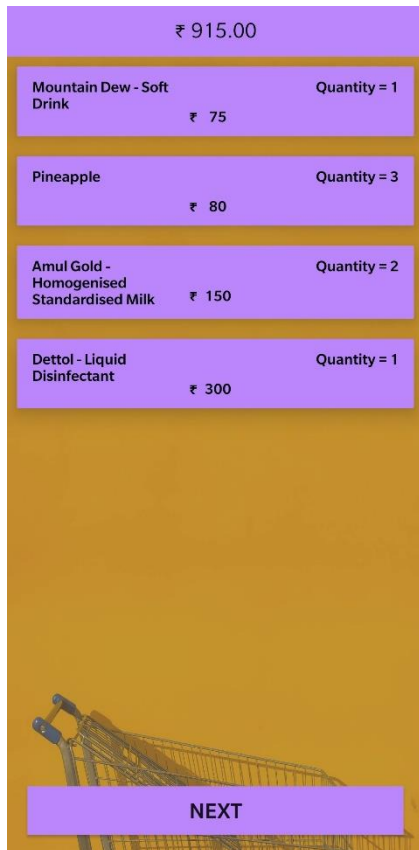 ₹ 915.00
Mountain Dew - Soft Quantity = 1
Drink
₹ 75
Pineapple Quantity = 3
₹ 80
Amul Gold - Quantity = 2
Homogenised
Standardised Milk ₹ 150
Dettol - Liquid Quantity = 1
Disinfectant
₹ 300
NEXT